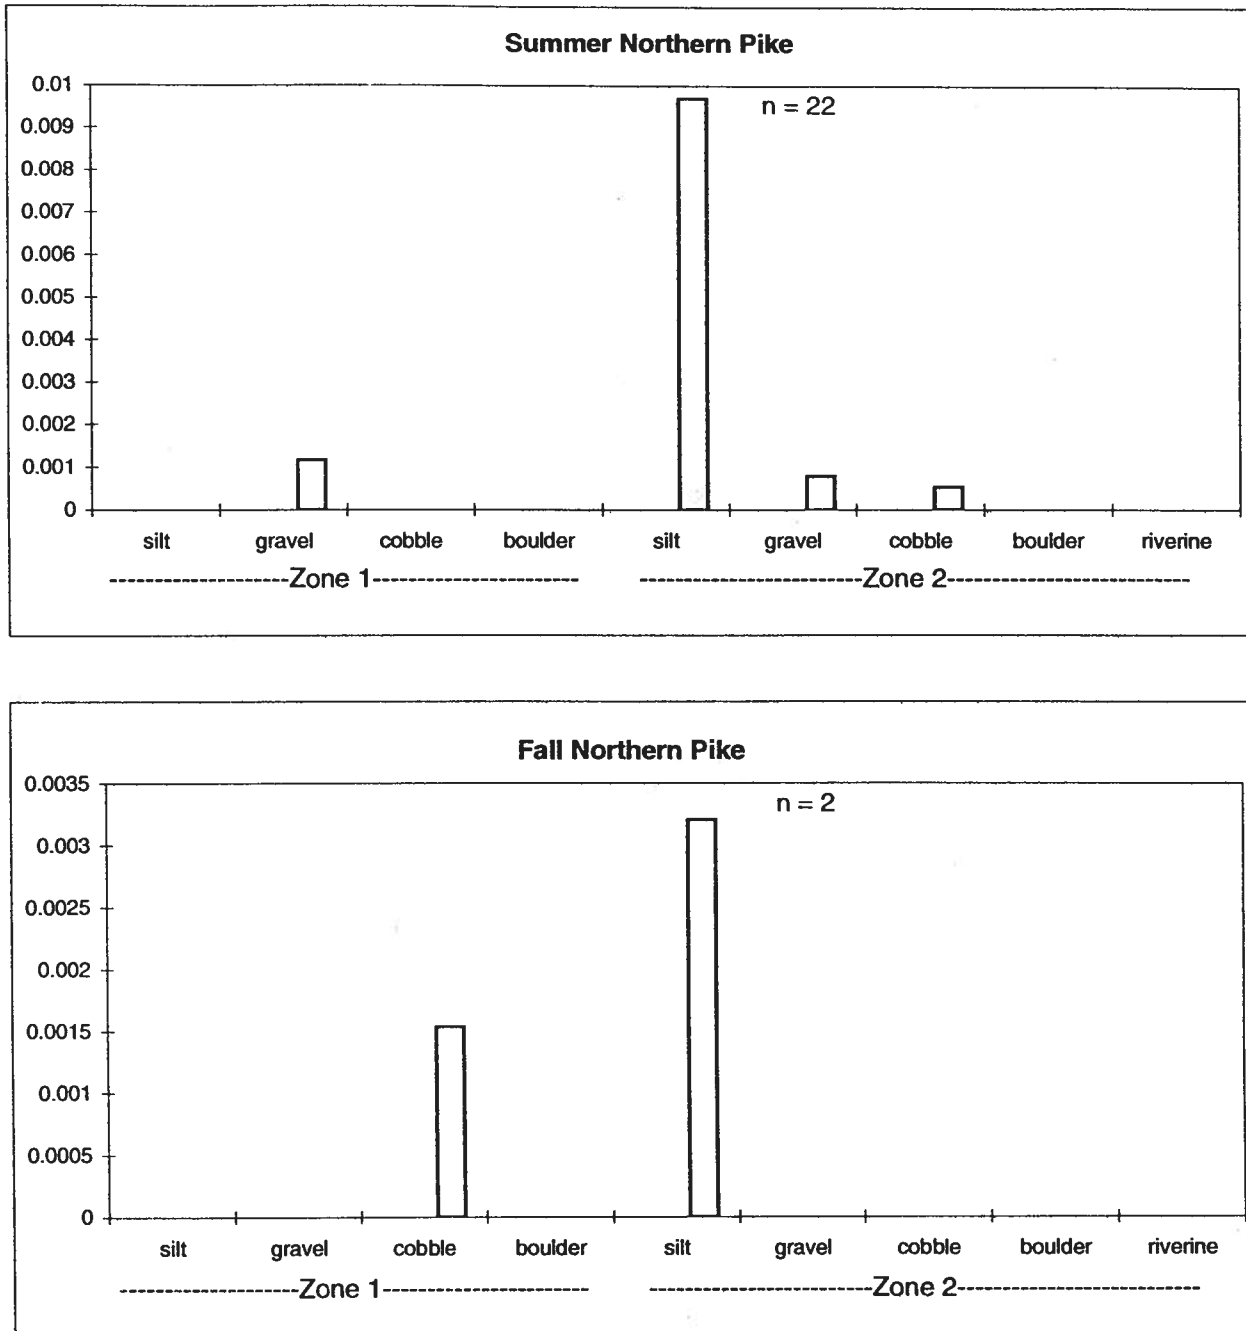 Summer Northern Pike
n = 22
0.01
0.009
0.008
0.007
0.006
0.005
0.004
0.003
0.002
0.001
0
silt gravel cobble boulder silt gravel cobble boulder riverine
------------------Zone 1--------------------- ----------------------Zone 2------------------------
Fall Northern Pike
n = 2
0.0035
0.003
0.0025
0.002
0.0015
0.001
0.0005
0
silt gravel cobble boulder silt gravel cobble boulder riverine
------------------Zone 1--------------------- ----------------------Zone 2------------------------